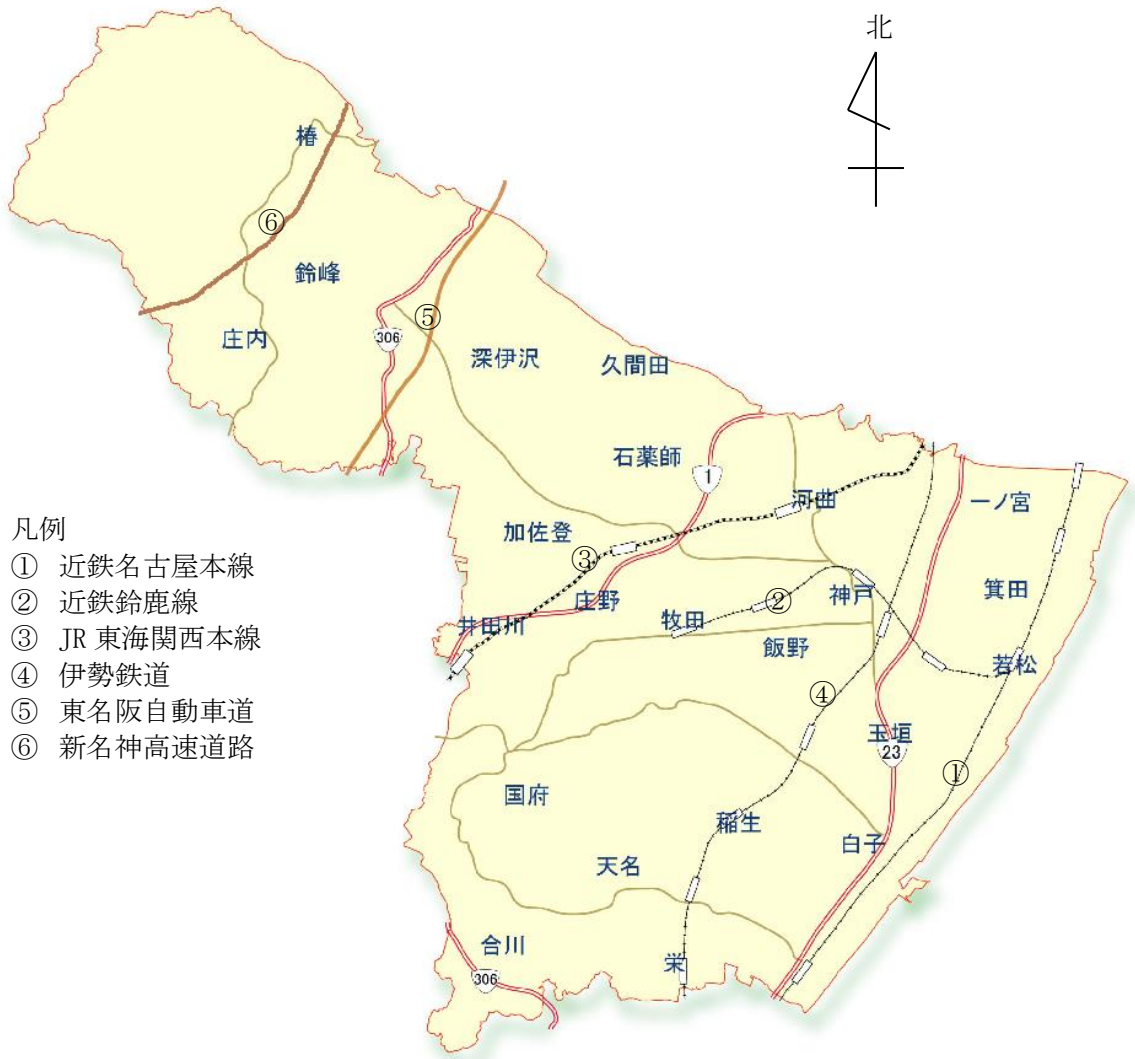 北
椿
⑥
鈴峰
⑤
庄内
306
深伊沢
久間田
石薬師
1
河曲
一ノ宮
加佐登
③
庄野
牧田
②
神戸
箕田
井田川
飯野
若松
④
玉垣
23
①
国府
稲生
白子
天名
合川
栄
306
凡例
① 近鉄名古屋本線
② 近鉄鈴鹿線
③ JR 東海関西本線
④ 伊勢鉄道
⑤ 東名阪自動車道
⑥ 新名神高速道路